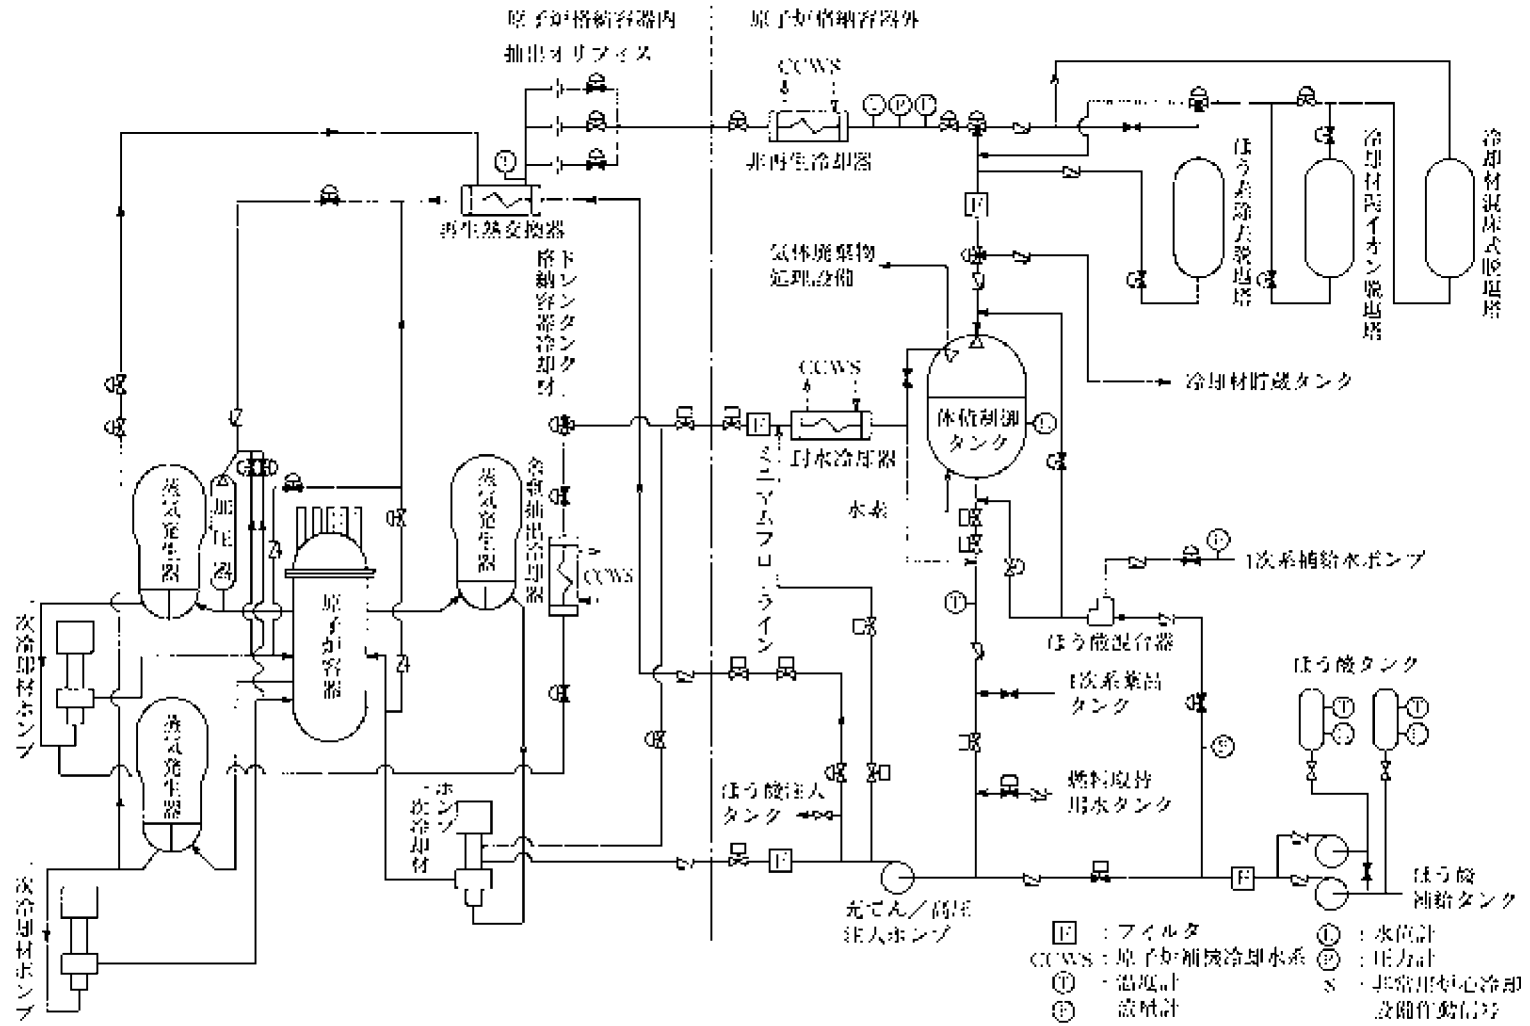 原子炉格納容器内
原子炉格納容器外
抽出オリフィス
CCWS
非再生冷却器
再生熱交換器
格納容器冷却材
ドレンタンク
気体廃棄物
処理設備
ほう素除去脱塩塔
冷却材陽イオン脱塩塔
冷却材混床式脱塩塔
冷却材貯蔵タンク
CCWS
封水冷却器
体積制御
タンク
水素
ミニマムフローライン
余剰抽出冷却器
CCWS
蒸気発生器
加圧器
蒸気発生器
原子炉容器
蒸気発生器
一次冷却材ポンプ
一次冷却材
ポンプ
一次冷却材ポンプ
1次系補給水ポンプ
ほう酸混合器
ほう酸タンク
1次系薬品
タンク
ほう酸注入
タンク
燃料取替
用水タンク
充てん/高圧
注入ポンプ
ほう酸
補給タンク
F :フィルタ
CCWS:原子炉補機冷却水系
T :温度計
F 流量計
L :水位計
P :圧力計
S :非常用炉心冷却
設備作動信号